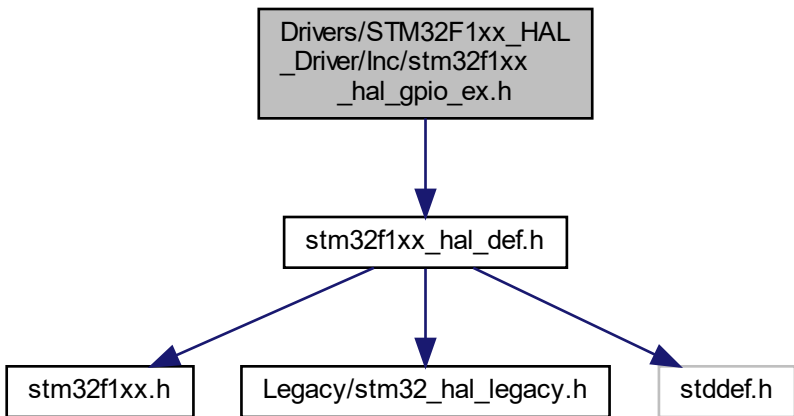 Drivers/STM32F1xx_HAL
_Driver/Inc/stm32f1xx
_hal_gpio_ex.h
stm32f1xx_hal_def.h
stm32f1xx.h
Legacy/stm32_hal_legacy.h
stddef.h